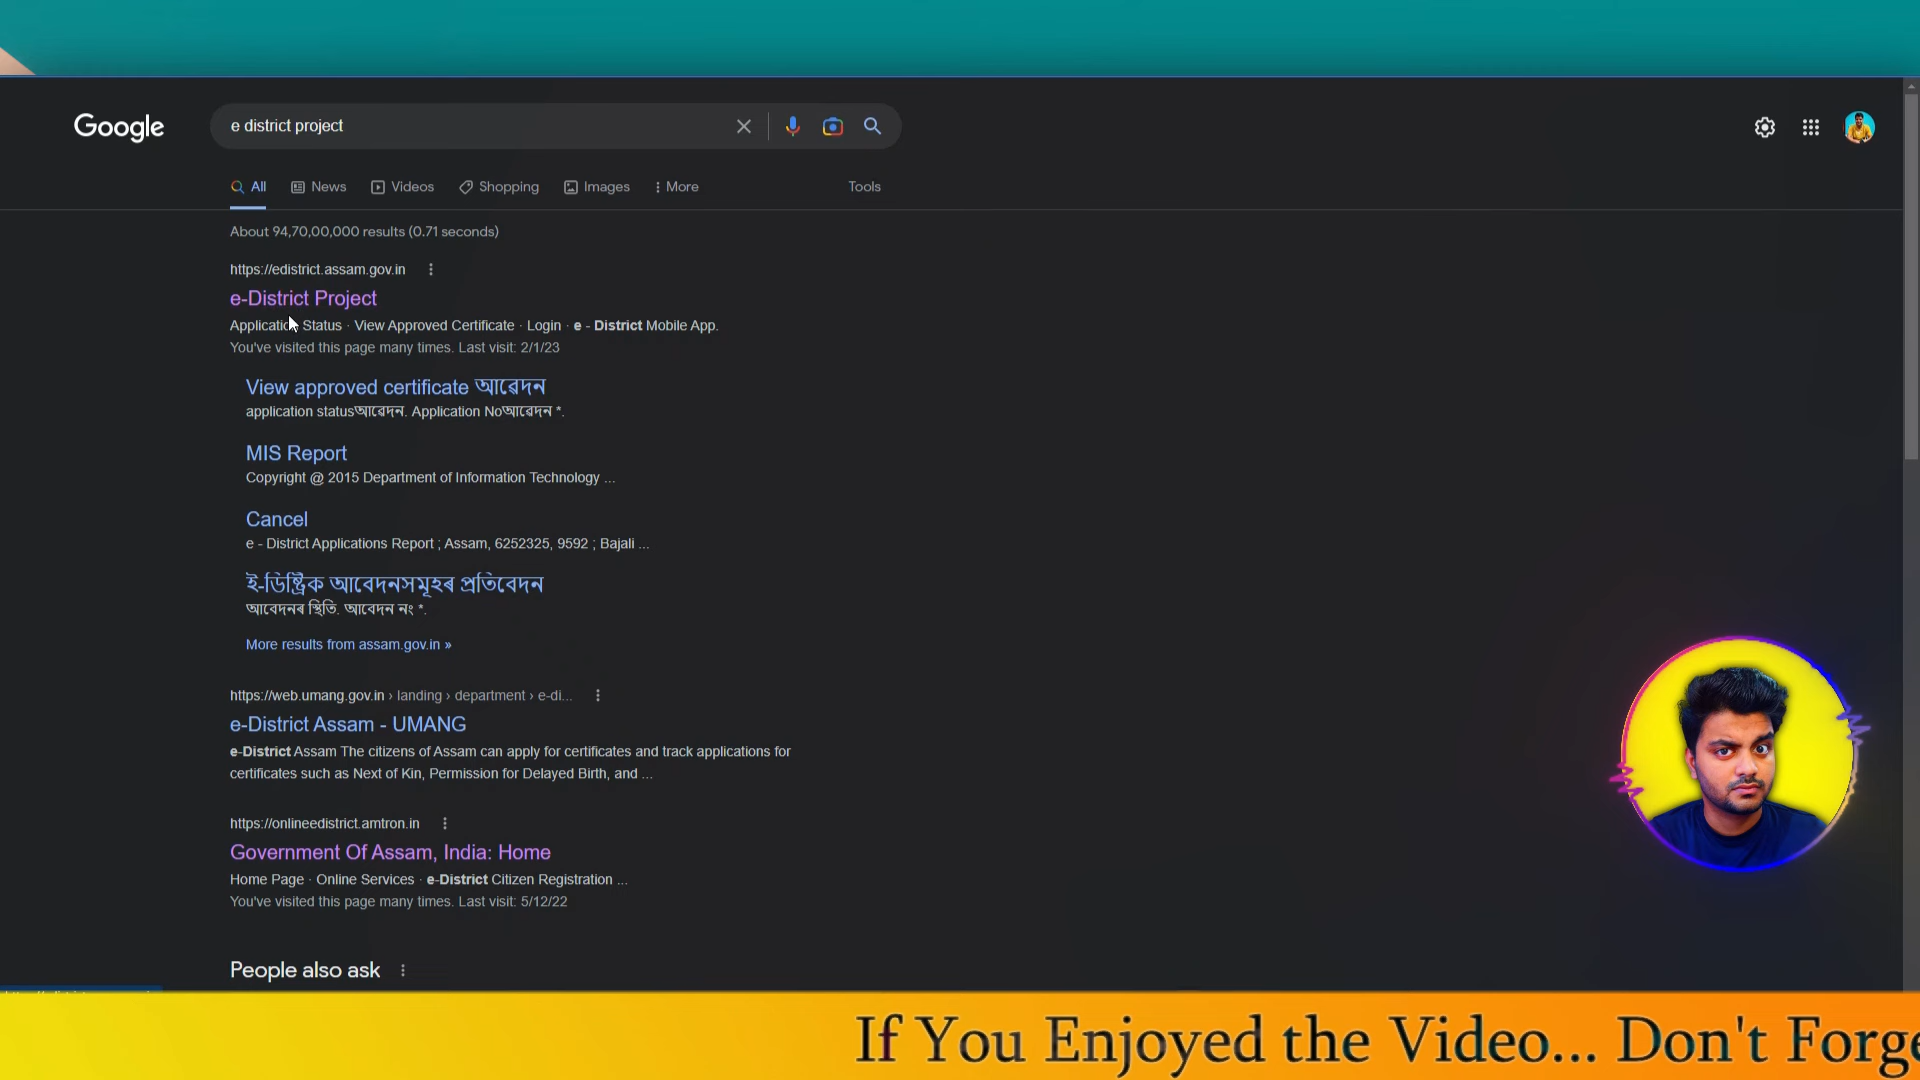 Google
e district project
All
News
Videos
Shopping
Images
More
Tools
About 94,70,00,000 results (0.71 seconds)
https://edistrict.assam.gov.in
e-District Project
Application Status · View Approved Certificate · Login · e - District Mobile App.
You've visited this page many times. Last visit: 2/1/23
View approved certificate আৱেদন
application statusআৱেদন. Application Noআৱেদন *.
MIS Report
Copyright @ 2015 Department of Information Technology ...
Cancel
e - District Applications Report ; Assam, 6252325, 9592 ; Bajali ...
ই-ডিষ্ট্ৰিক আবেদনসমূহৰ প্ৰতিবেদন
আবেদনৰ স্থিতি. আবেদন নং *.
More results from assam.gov.in »
https://web.umang.gov.in › landing › department › e-di...
e-District Assam - UMANG
e-District Assam The citizens of Assam can apply for certificates and track applications for
certificates such as Next of Kin, Permission for Delayed Birth, and ...
https://onlineedistrict.amtron.in
Government Of Assam, India: Home
Home Page · Online Services · e-District Citizen Registration ...
You've visited this page many times. Last visit: 5/12/22
People also ask
If You Enjoyed the Video... Don't Forge